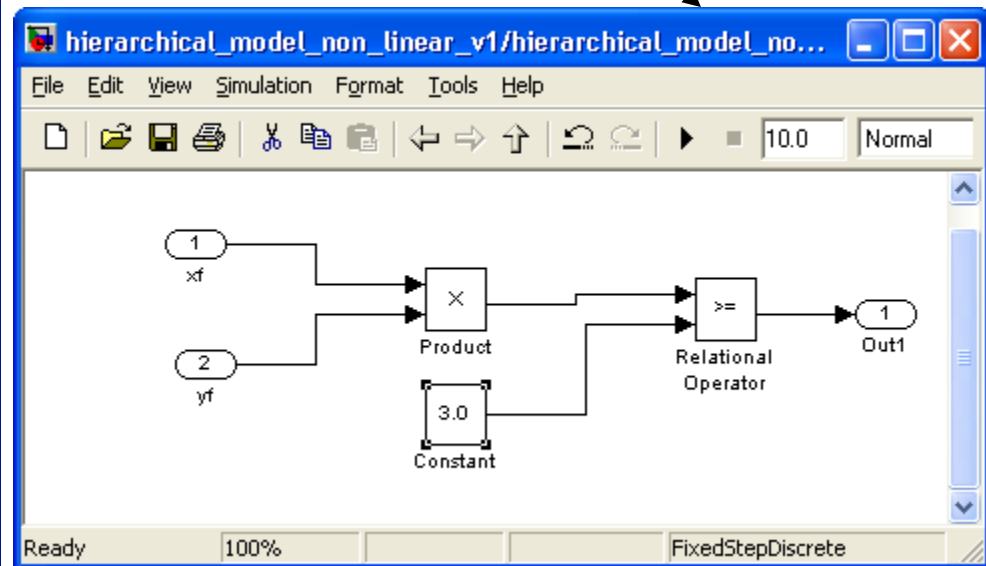 hierarchical_model_non_linear_v1/hierarchical_model_no...
File Edit View Simulation Format Tools Help
10.0 Normal
1
xf
2
yf
×
Product
3.0
Constant
>=
Relational
Operator
1
Out1
Ready 100% FixedStepDiscrete